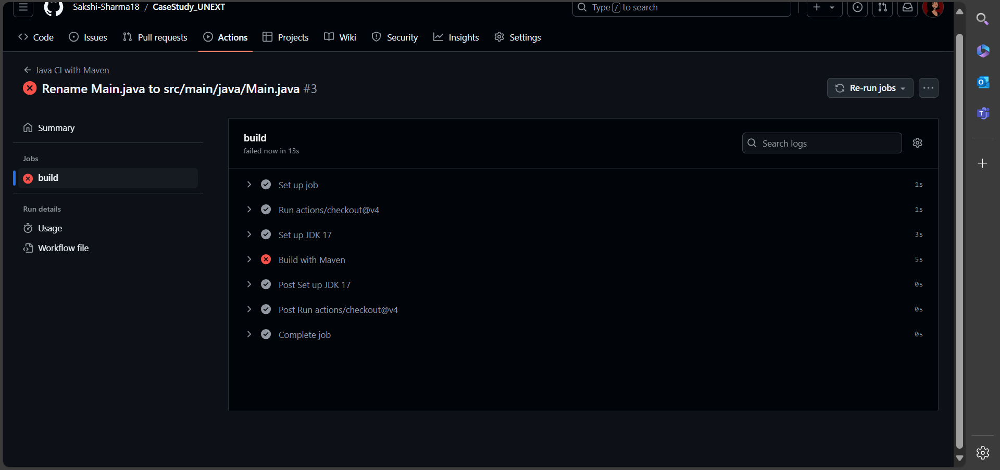 Sakshi-Sharma18 / CaseStudy_UNEXT
Type / to search
Code Issues Pull requests Actions Projects Wiki Security Insights Settings
Java CI with Maven
Rename Main.java to src/main/java/Main.java #3
Re-run jobs
Summary
Jobs
build
Run details
Usage
Workflow file
build
failed now in 13s
Search logs
Set up job 1s
Run actions/checkout@v4 1s
Set up JDK 17 3s
Build with Maven 5s
Post Set up JDK 17 0s
Post Run actions/checkout@v4 0s
Complete job 0s